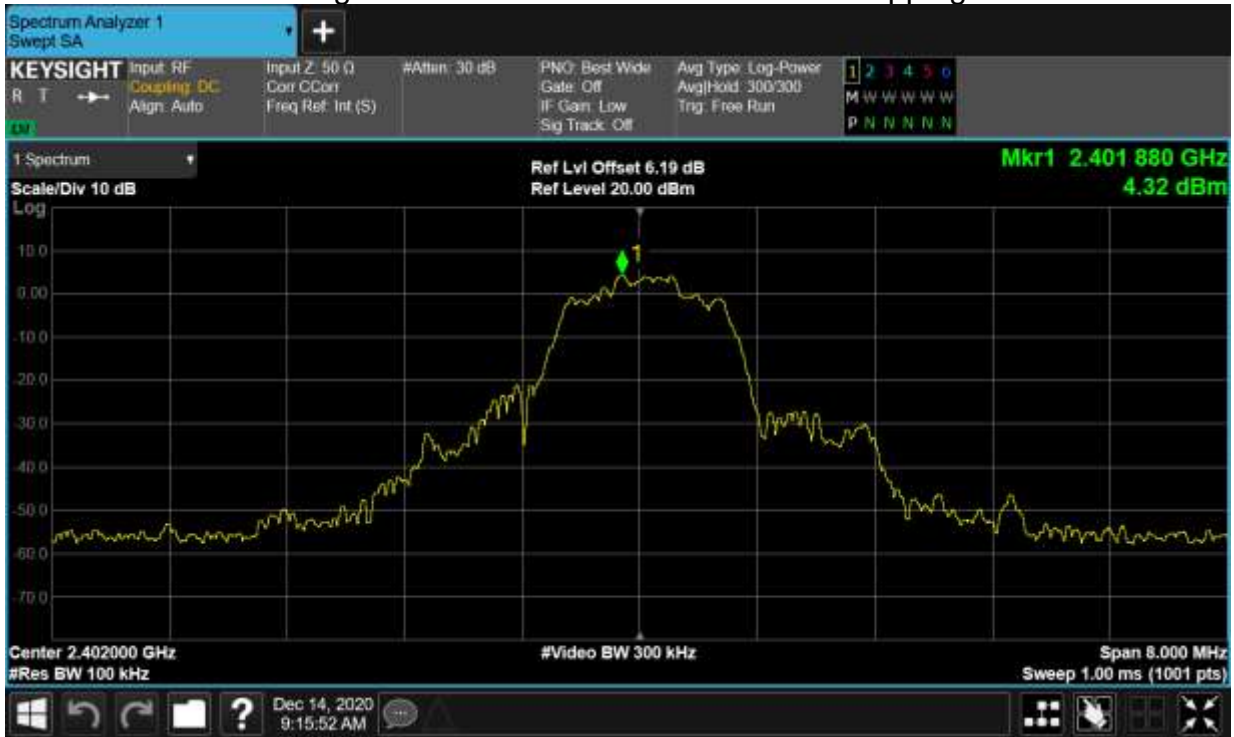 Spectrum Analyzer 1
Swept SA
+
KEYSIGHT Input: RF
R T Coupling: DC
Align: Auto
Input Z: 50 Ω
Corr CCorr
Freq Ref: Int (S)
#Atten: 30 dB
PNO: Best Wide
Gate: Off
IF Gain: Low
Sig Track: Off
Avg Type: Log-Power
Avg|Hold: 300/300
Trig: Free Run
1 2 3 4 5 6
M W W W W W
P N N N N N
1 Spectrum
Scale/Div 10 dB
Log
Ref Lvl Offset 6.19 dB
Ref Level 20.00 dBm
Mkr1 2.401 880 GHz
4.32 dBm
1
10.0
0.00
-10.0
-20.0
-30.0
-40.0
-50.0
-60.0
-70.0
Center 2.402000 GHz
#Video BW 300 kHz
Span 8.000 MHz
#Res BW 100 kHz
Sweep 1.00 ms (1001 pts)
?
Dec 14, 2020
9:15:52 AM